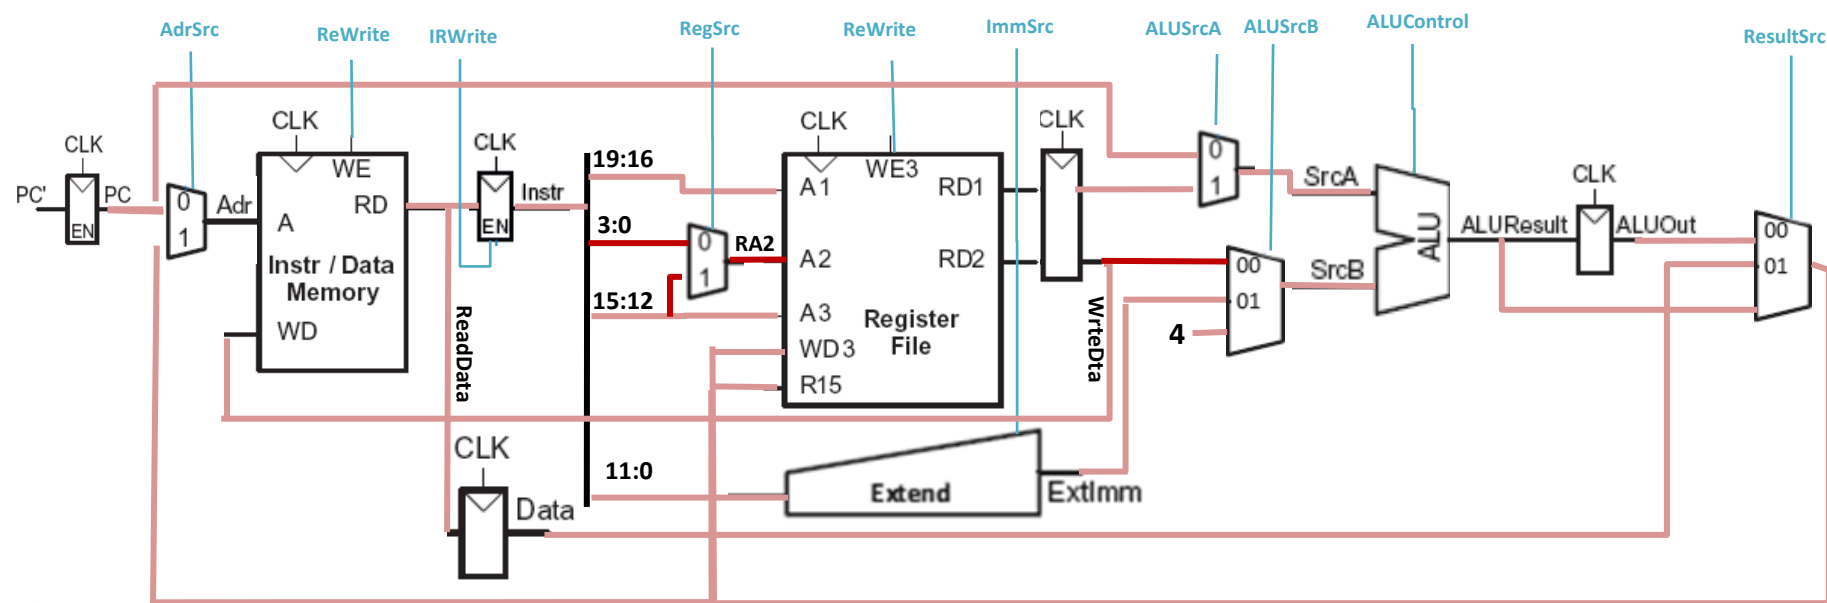 AdrSrc
ReWrite
IRWrite
RegSrc
ReWrite
ImmSrc
ALUSrcA
ALUSrcB
ALUControl
ResultSrc
CLK
CLK
CLK
CLK
CLK
CLK
PC'
PC
EN
0
1
Adr
WE
RD
A
Instr / Data
Memory
WD
Instr
EN
ReadData
19:16
3:0
15:12
11:0
0
1
RA2
A1
A2
A3
WD3
R15
WE3
RD1
RD2
Register
File
WrteDta
0
1
SrcA
00
01
4
SrcB
ALU
ALUResult
ALUOut
00
01
CLK
Data
Extend
ExtImm